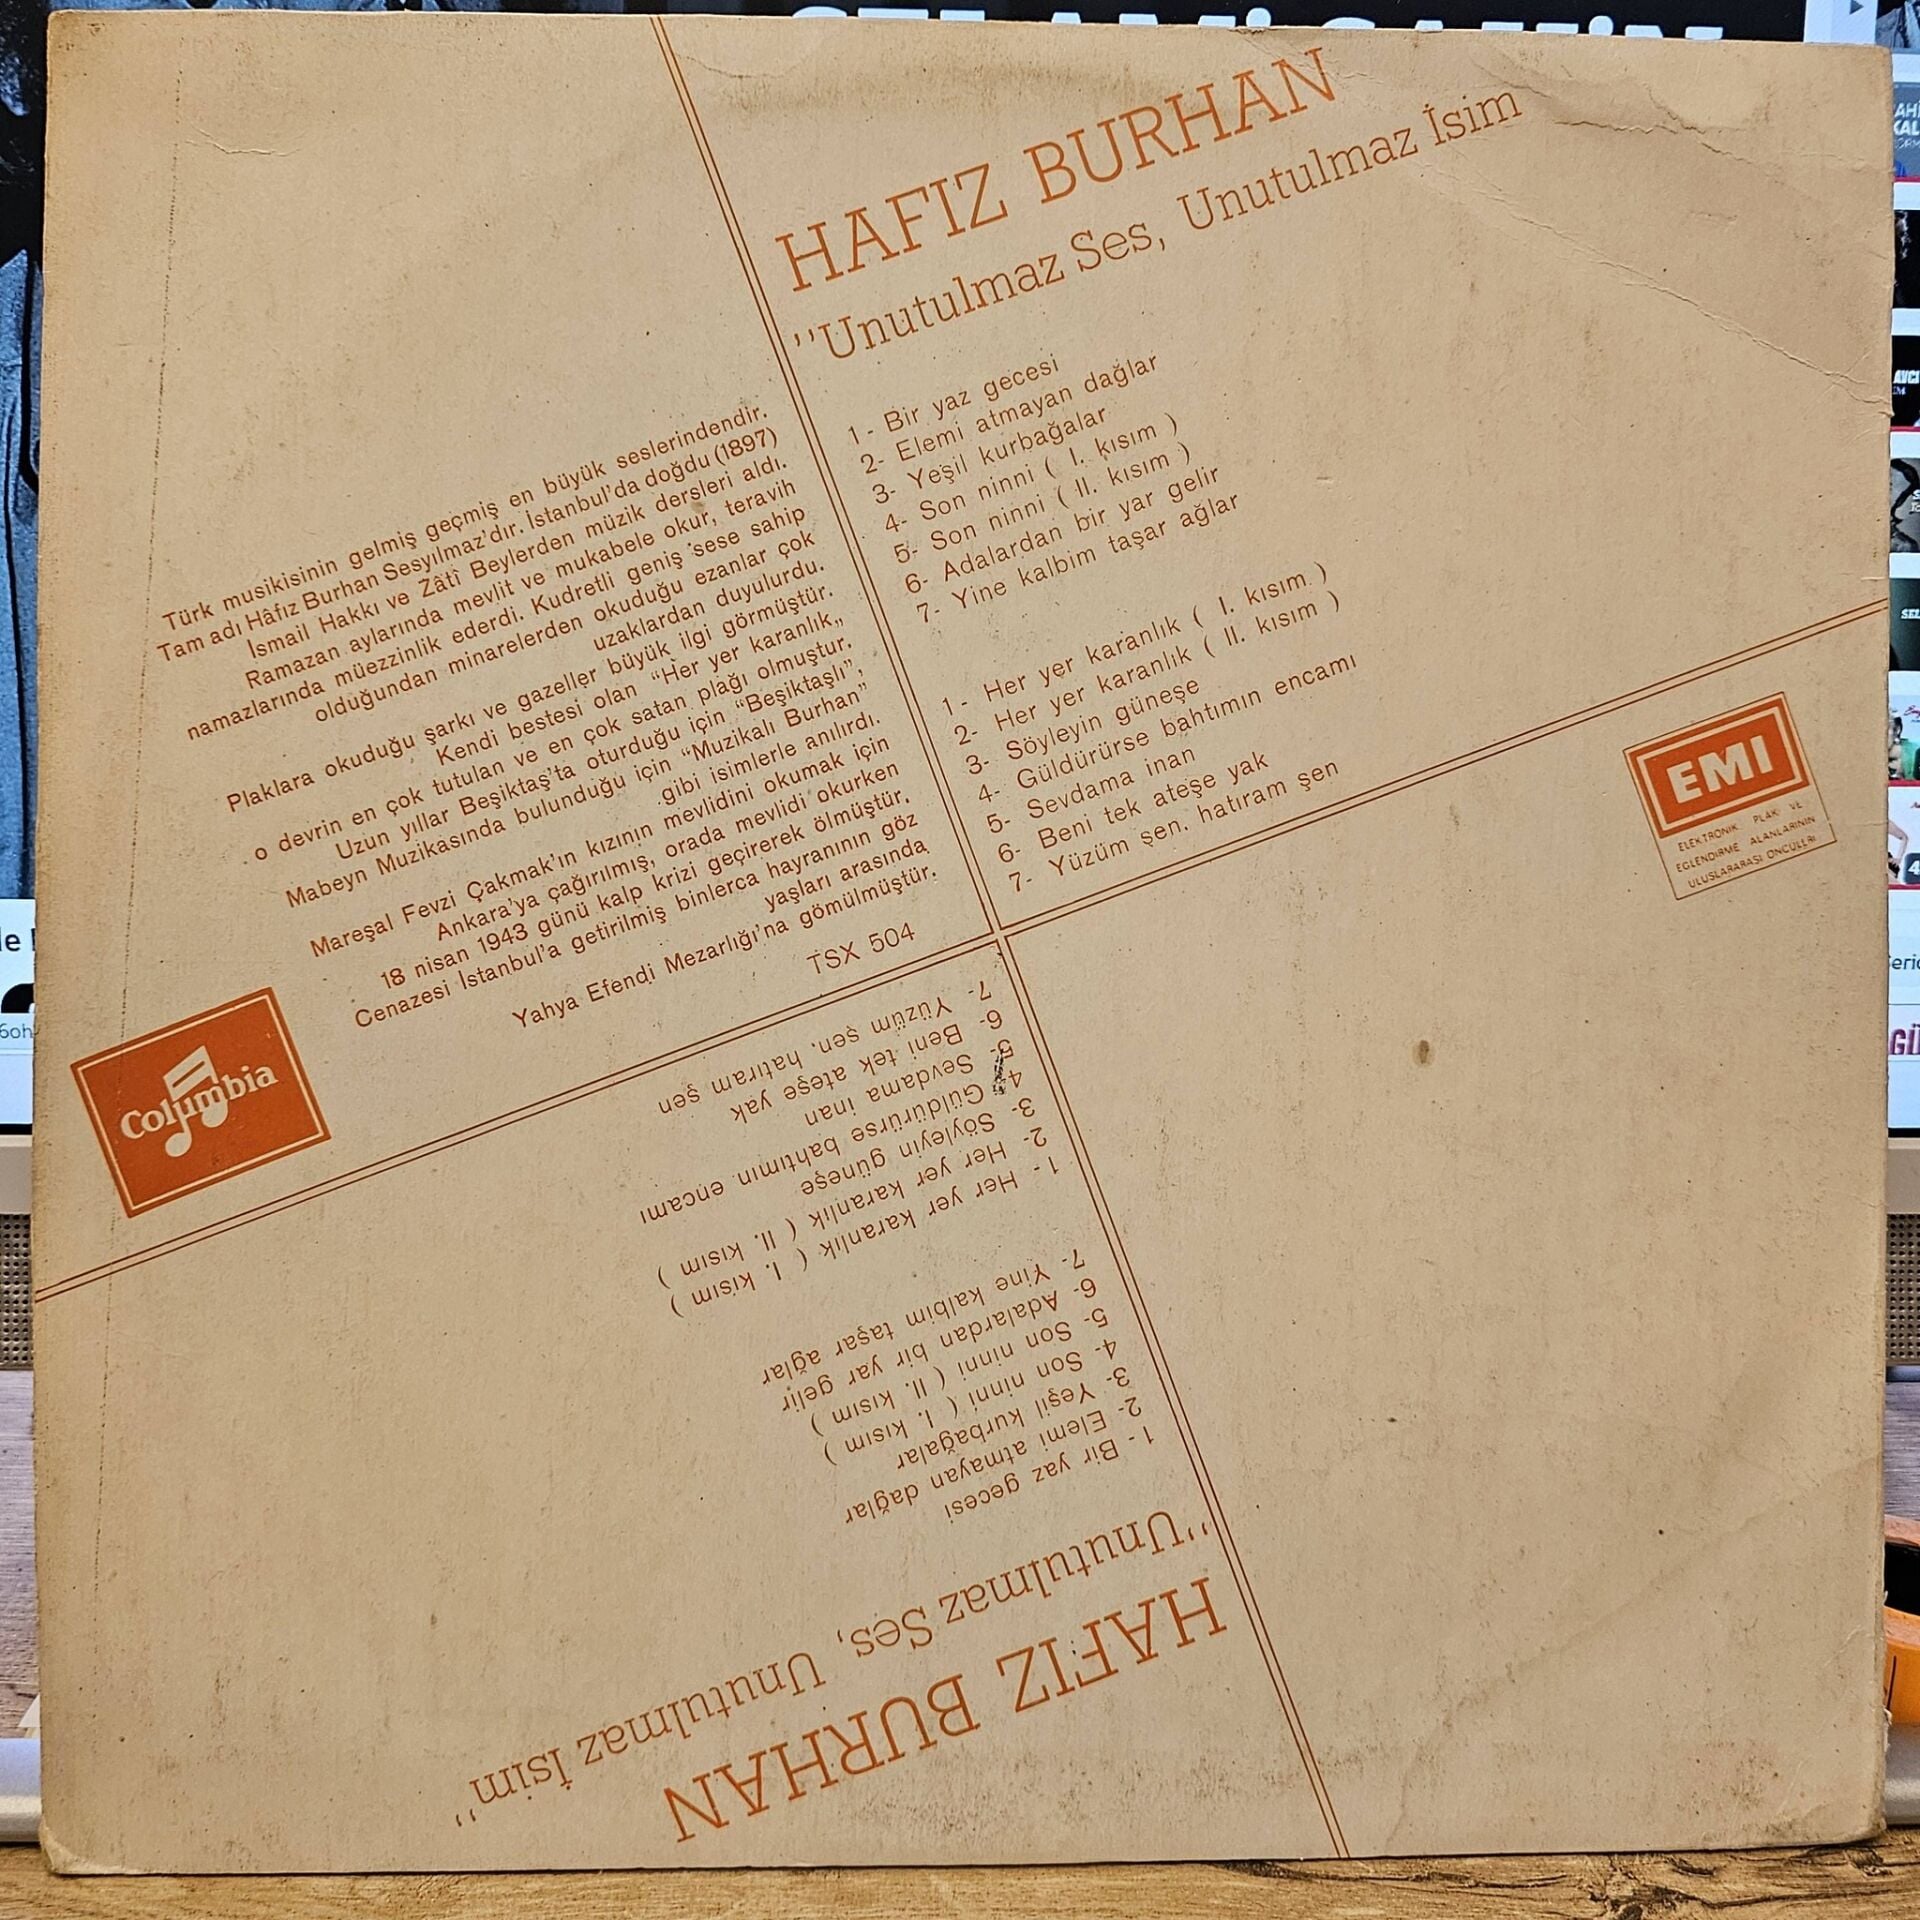 HAFIZ BURHAN
"Unutulmaz Ses, Unutulmaz İsim
1- Bir yaz gecesi
2- Elemi atmayan dağlar
3- Yeşil kurbağalar
4- Son ninni ( I. kısım )
5- Son ninni ( II. kısım )
6- Adalardan bir yar gelir
7- Yine kalbim taşar ağlar
1- Her yer karanlık ( I. kısım )
2- Her yer karanlık ( II. kısım )
3- Söyleyin güneşe
4- Güldürürse bahtımın encamı
5- Sevdama inan
6- Beni tek ateşe yak
7- Yüzüm şen. hatıram şen
Türk musikisinin gelmiş geçmiş en büyük seslerindendir.
Tam adı Hâfız Burhan Sesyılmaz'dır. İstanbul'da doğdu (1897)
İsmail Hakkı ve Zâti Beylerden müzik dersleri aldı.
Ramazan aylarında mevlit ve mukabele okur, teravih
namazlarında müezzinlik ederdi. Kudretli geniş sese sahip
olduğundan minarelerden okuduğu ezanlar çok
uzaklardan duyulurdu.
Plaklara okuduğu şarkı ve gazeller büyük ilgi görmüştür.
Kendi bestesi olan "Her yer karanlık„
o devrin en çok tutulan ve en çok satan plağı olmuştur.
Uzun yıllar Beşiktaş'ta oturduğu için "Beşiktaşlı",
Mabeyn Muzikasında bulunduğu için "Muzikalı Burhan"
gibi isimlerle anılırdı.
Mareşal Fevzi Çakmak'ın kızının mevlidini okumak için
Ankara'ya çağırılmış, orada mevlidi okurken
18 nisan 1943 günü kalp krizi geçirerek ölmüştür.
Cenazesi İstanbul'a getirilmiş binlerca hayranının göz
yaşları arasında
Yahya Efendi Mezarlığı'na gömülmüştür.
TSX 504
Columbia
EMI
ELEKTRONİK PLAK VE
EĞLENDİRME ALANLARININ
ULUSLARARASI ÖNCÜLERİ
HAFIZ BURHAN
"Unutulmaz Ses, Unutulmaz İsim"
1- Bir yaz gecesi
2- Elemi atmayan dağlar
3- Yeşil kurbağalar
4- Son ninni ( I. kısım )
5- Son ninni ( II. kısım )
6- Adalardan bir yar gelir
7- Yine kalbim taşar ağlar
1- Her yer karanlık ( I. kısım )
2- Her yer karanlık ( II. kısım )
3- Söyleyin güneşe
4- Güldürürse bahtımın encamı
5- Sevdama inan
6- Beni tek ateşe yak
7- Yüzüm şen. hatıram şen